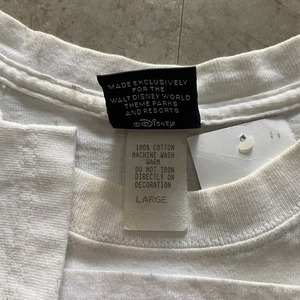 MADE EXCLUSIVELY
FOR THE
WALT DISNEY WORLD
THEME PARKS
AND RESORTS
©DISNEY
100% COTTON
MACHINE WASH
WARM
DO NOT IRON
DIRECTLY ON
DECORATION
LARGE